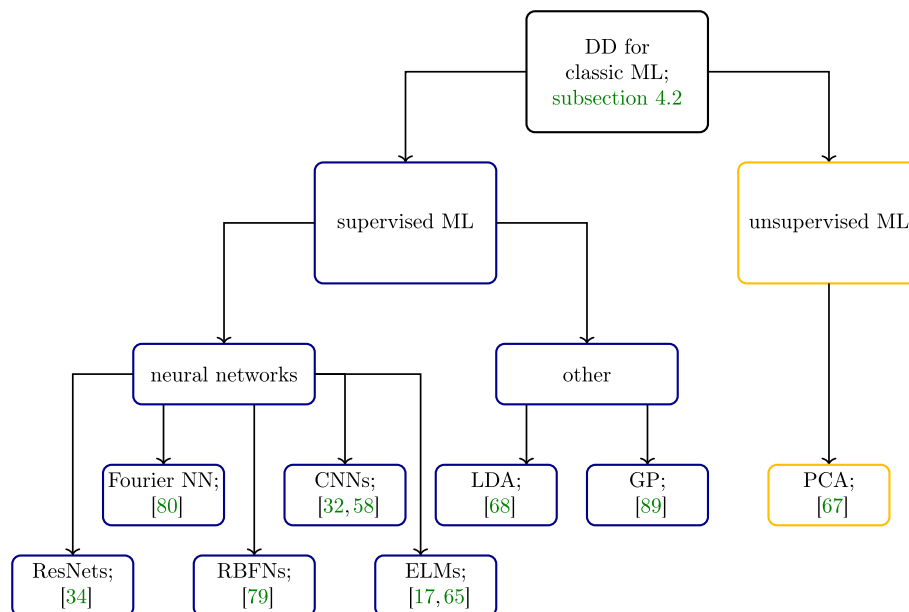 DD for
classic ML;
subsection 4.2
supervised ML
unsupervised ML
neural networks
other
Fourier NN;
[80]
CNNs;
[32, 58]
LDA;
[68]
GP;
[89]
PCA;
[67]
ResNets;
[34]
RBFNs;
[79]
ELMs;
[17, 65]